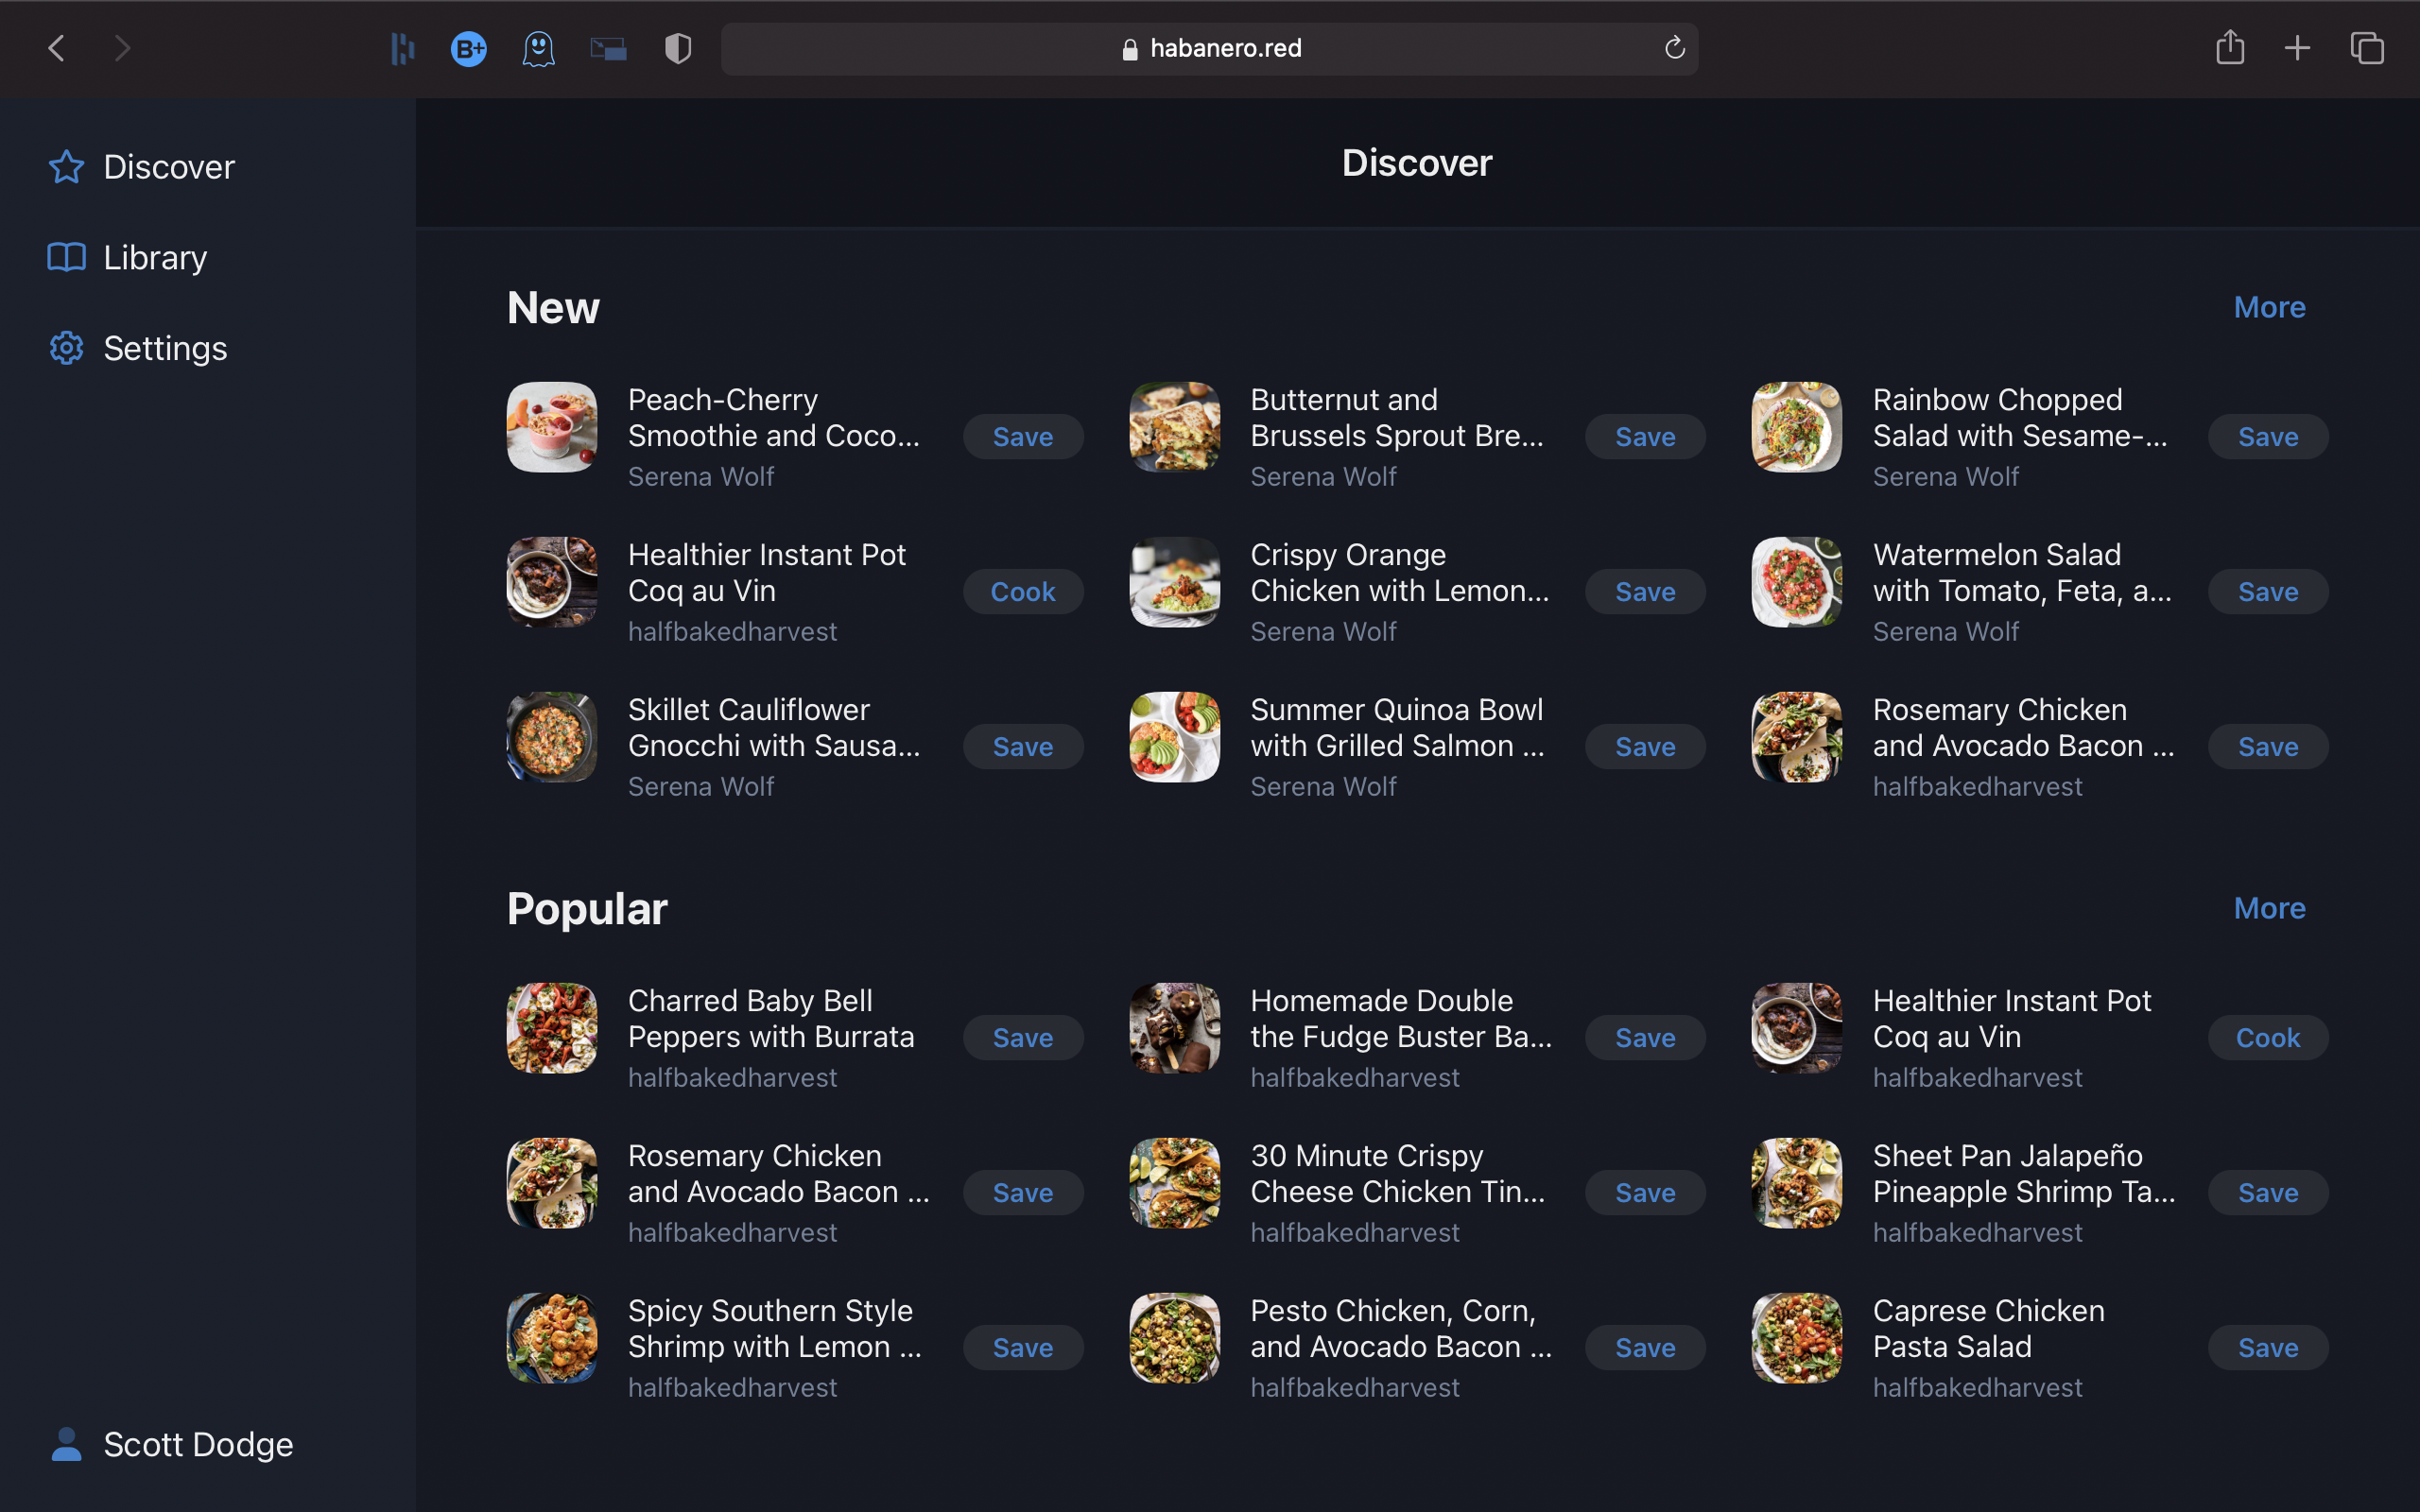 B+
habanero.red
Discover
Library
Settings
Scott Dodge
Discover
New
More
Peach-Cherry
Smoothie and Coco...
Serena Wolf
Save
Butternut and
Brussels Sprout Bre...
Serena Wolf
Save
Rainbow Chopped
Salad with Sesame-...
Serena Wolf
Save
Healthier Instant Pot
Coq au Vin
halfbakedharvest
Cook
Crispy Orange
Chicken with Lemon...
Serena Wolf
Save
Watermelon Salad
with Tomato, Feta, a...
Serena Wolf
Save
Skillet Cauliflower
Gnocchi with Sausa...
Serena Wolf
Save
Summer Quinoa Bowl
with Grilled Salmon ...
Serena Wolf
Save
Rosemary Chicken
and Avocado Bacon ...
halfbakedharvest
Save
Popular
More
Charred Baby Bell
Peppers with Burrata
halfbakedharvest
Save
Homemade Double
the Fudge Buster Ba...
halfbakedharvest
Save
Healthier Instant Pot
Coq au Vin
halfbakedharvest
Cook
Rosemary Chicken
and Avocado Bacon ...
halfbakedharvest
Save
30 Minute Crispy
Cheese Chicken Tin...
halfbakedharvest
Save
Sheet Pan Jalapeño
Pineapple Shrimp Ta...
halfbakedharvest
Save
Spicy Southern Style
Shrimp with Lemon ...
halfbakedharvest
Save
Pesto Chicken, Corn,
and Avocado Bacon ...
halfbakedharvest
Save
Caprese Chicken
Pasta Salad
halfbakedharvest
Save